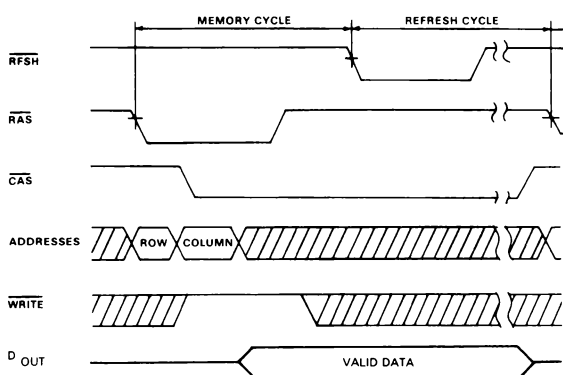 MEMORY CYCLE
REFRESH CYCLE
RFSH
RAS
CAS
ADDRESSES
ROW
COLUMN
WRITE
D OUT
VALID DATA